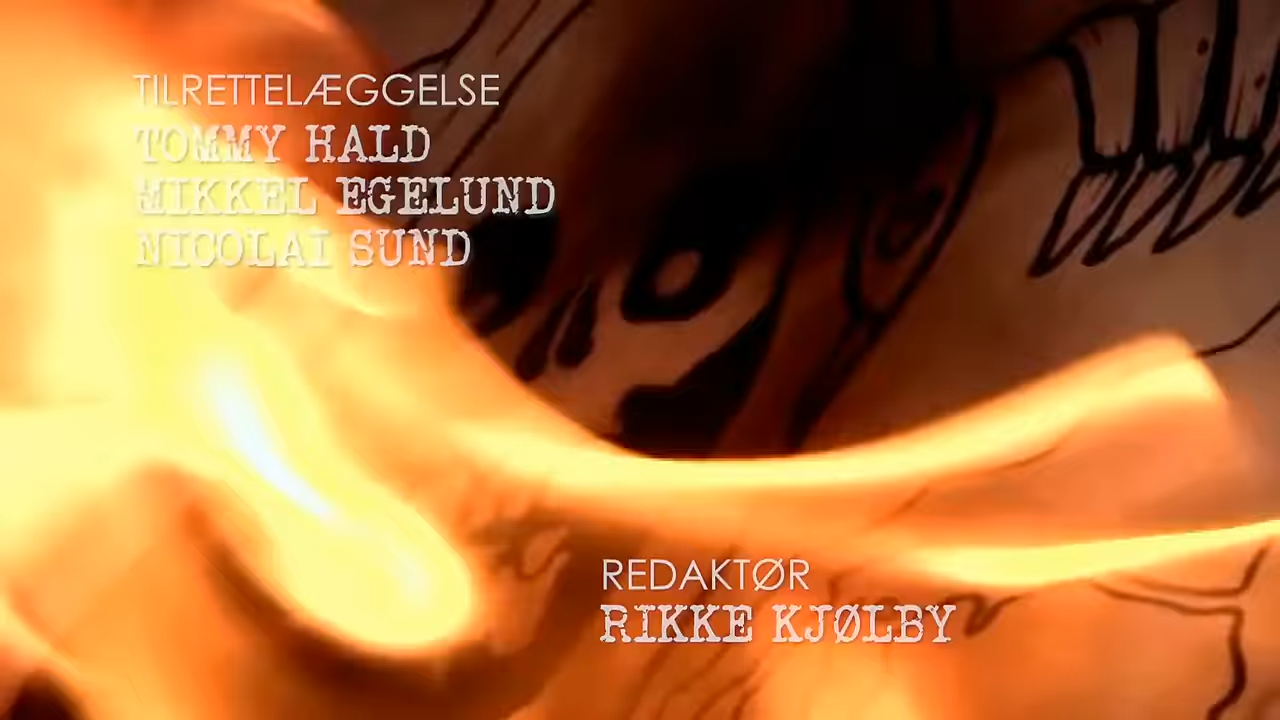 TILRETTELÆGGELSE
TOMMY HALD
MIKKEL EGELUND
NICOLAI SUND
REDAKTØR
RIKKE KJØLBY